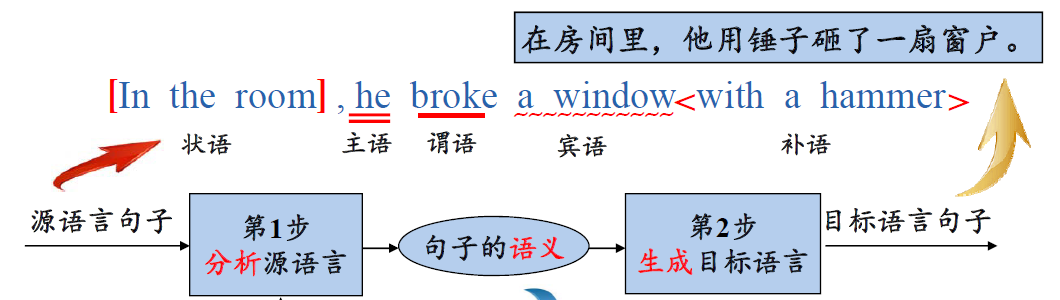 在房间里，他用锤子砸了一扇窗户。
[In the room], he broke a window<with a hammer>
状语 主语 谓语 宾语 补语
源语言句子
第1步
分析源语言
句子的语义
第2步
生成目标语言
目标语言句子